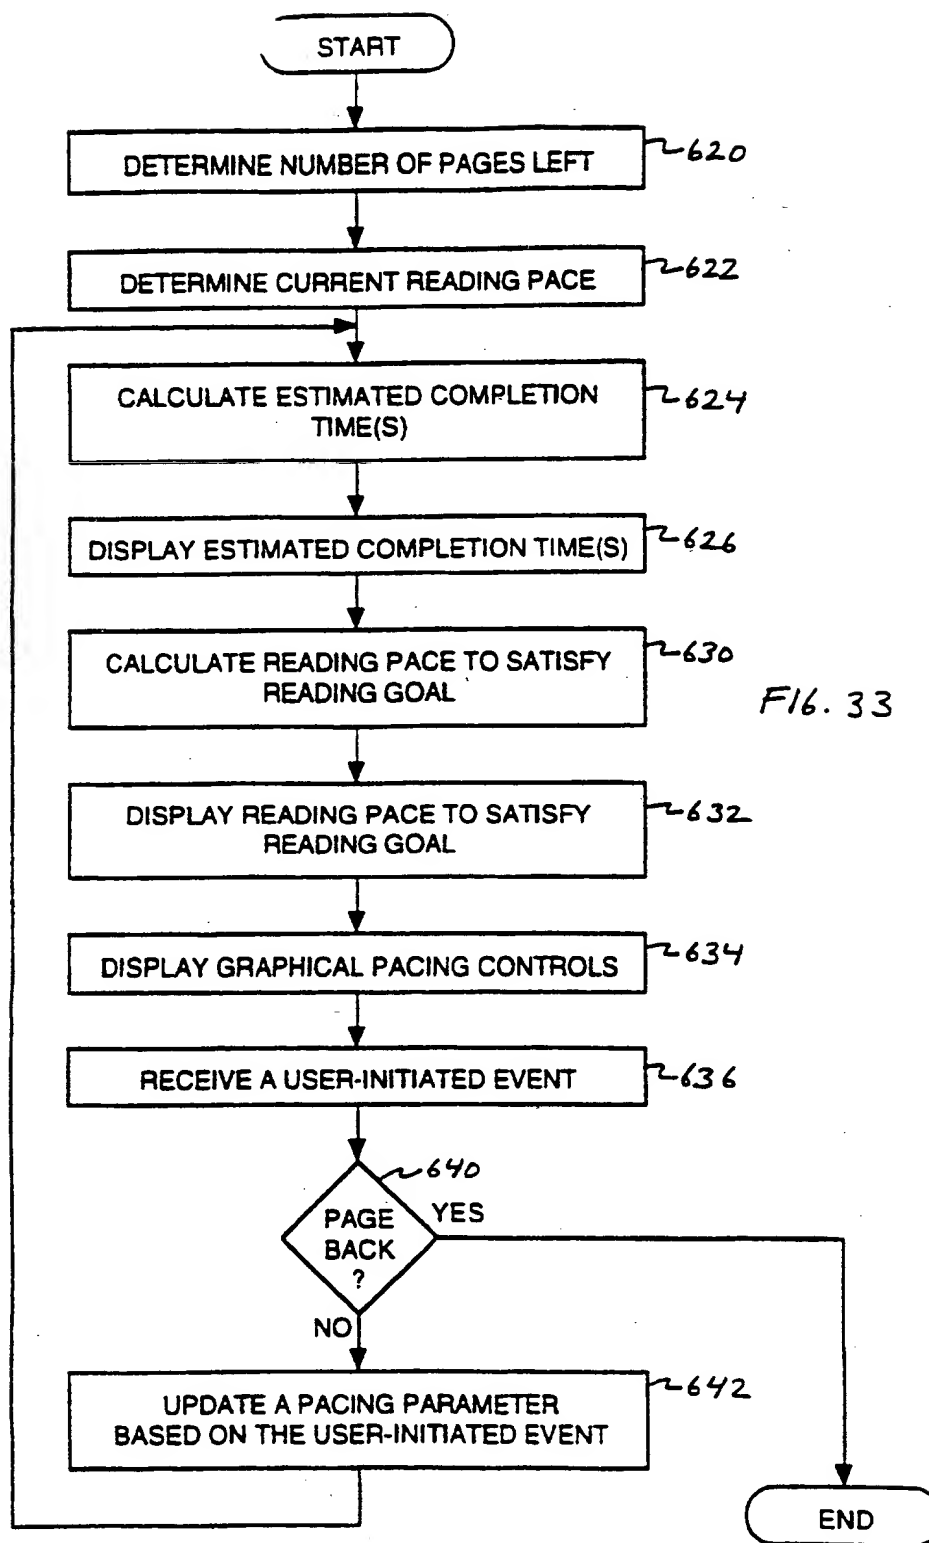 START
DETERMINE NUMBER OF PAGES LEFT
620
DETERMINE CURRENT READING PACE
622
CALCULATE ESTIMATED COMPLETION
TIME(S)
624
DISPLAY ESTIMATED COMPLETION TIME(S)
626
CALCULATE READING PACE TO SATISFY
READING GOAL
630
FIG. 33
DISPLAY READING PACE TO SATISFY
READING GOAL
632
DISPLAY GRAPHICAL PACING CONTROLS
634
RECEIVE A USER-INITIATED EVENT
636
640
PAGE
BACK
?
YES
NO
UPDATE A PACING PARAMETER
BASED ON THE USER-INITIATED EVENT
642
END